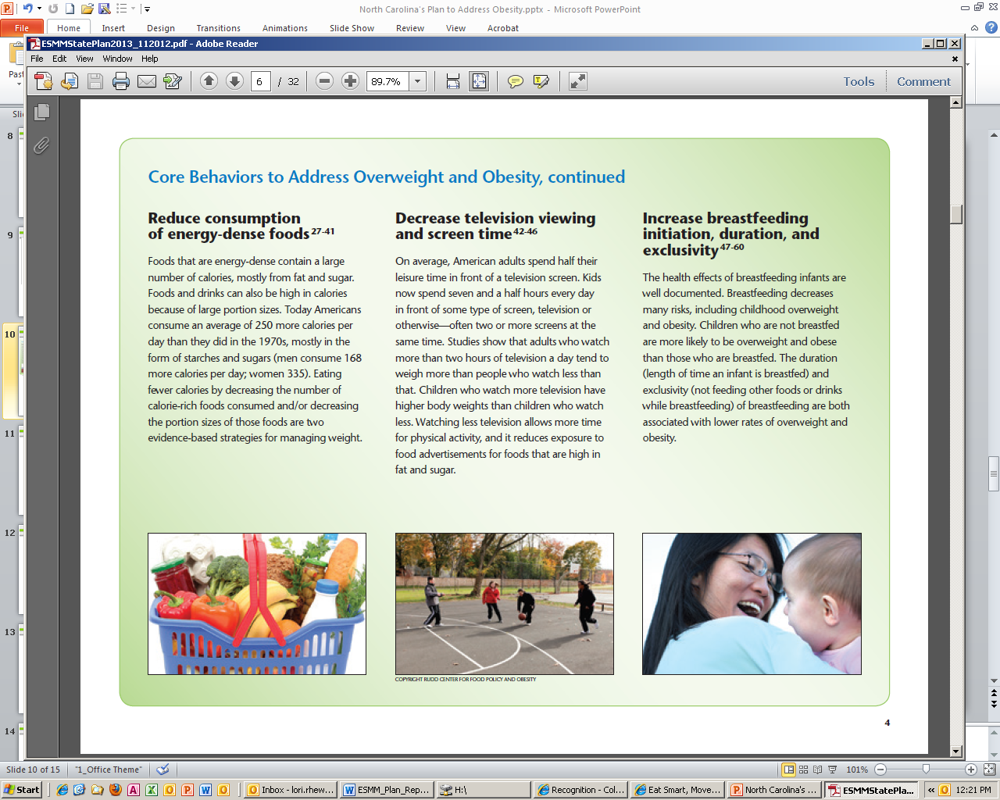 North Carolina's Plan to Address Obesity.pptx - Microsoft PowerPoint
File Home Insert Design Transitions Animations Slide Show Review View Acrobat
ESMMStatePlan2013_112012.pdf - Adobe Reader
File Edit View Window Help
6 / 32 89.7% Tools Comment
8
9
10
11
12
13
14
Core Behaviors to Address Overweight and Obesity, continued
Reduce consumption
of energy-dense foods 27-41
Foods that are energy-dense contain a large
number of calories, mostly from fat and sugar.
Foods and drinks can also be high in calories
because of large portion sizes. Today Americans
consume an average of 250 more calories per
day than they did in the 1970s, mostly in the
form of starches and sugars (men consume 168
more calories per day; women 335). Eating
fewer calories by decreasing the number of
calorie-rich foods consumed and/or decreasing
the portion sizes of those foods are two
evidence-based strategies for managing weight.
Decrease television viewing
and screen time 42-46
On average, American adults spend half their
leisure time in front of a television screen. Kids
now spend seven and a half hours every day
in front of some type of screen, television or
otherwise—often two or more screens at the
same time. Studies show that adults who watch
more than two hours of television a day tend to
weigh more than people who watch less than
that. Children who watch more television have
higher body weights than children who watch
less. Watching less television allows more time
for physical activity, and it reduces exposure to
food advertisements for foods that are high in
fat and sugar.
Increase breastfeeding
initiation, duration, and
exclusivity 47-60
The health effects of breastfeeding infants are
well documented. Breastfeeding decreases
many risks, including childhood overweight
and obesity. Children who are not breastfed
are more likely to be overweight and obese
than those who are breastfed. The duration
(length of time an infant is breastfed) and
exclusivity (not feeding other foods or drinks
while breastfeeding) of breastfeeding are both
associated with lower rates of overweight and
obesity.
COPYRIGHT RUDD CENTER FOR FOOD POLICY AND OBESITY
4
Slide 10 of 15 "1_Office Theme" 101%
Start Inbox - lori.rhew... ESMM_Plan_Rep... H:\ Recognition - Col... Eat Smart, Move... North Carolina's ... ESMMStatePla... 12:21 PM